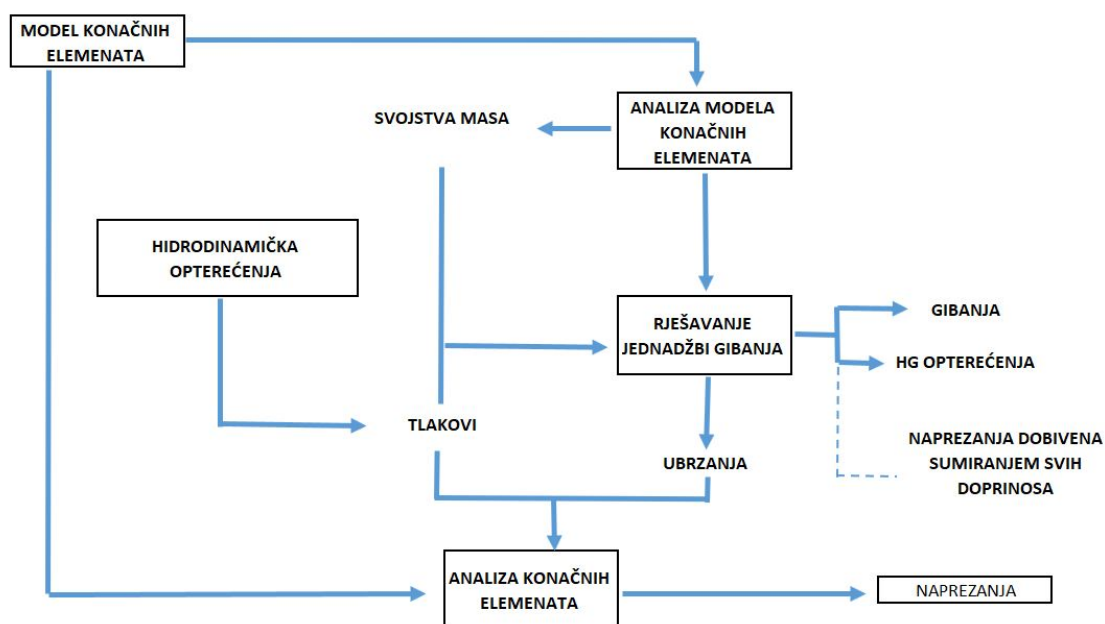 MODEL KONAČNIH
ELEMENATA
ANALIZA MODELA
KONAČNIH
ELEMENATA
SVOJSTVA MASA
HIDRODINAMIČKA
OPTEREĆENJA
RJEŠAVANJE
JEDNADŽBI GIBANJA
GIBANJA
HG OPTEREĆENJA
TLAKOVI
UBRZANJA
NAPREZANJA DOBIVENA
SUMIRANJEM SVIH
DOPRINOSA
ANALIZA KONAČNIH
ELEMENATA
NAPREZANJA